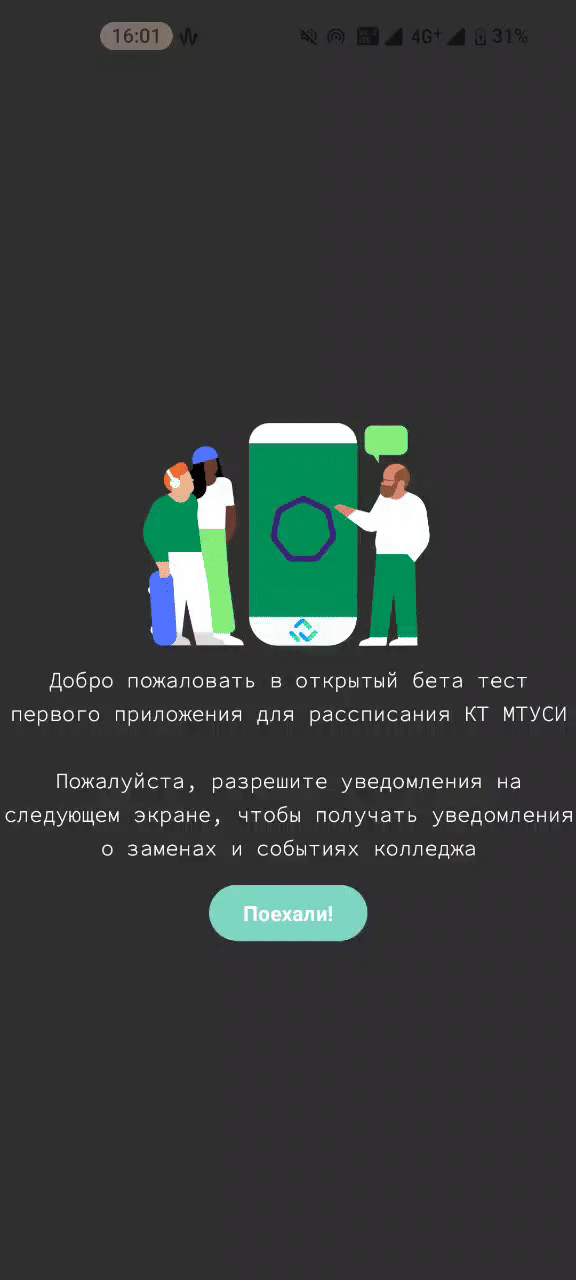 16:01
4G+
31%
Добро пожаловать в открытый бета тест
первого приложения для рассписания КТ МТУСИ
Пожалуйста, разрешите уведомления на
следующем экране, чтобы получать уведомления
о заменах и событиях колледжа
Поехали!